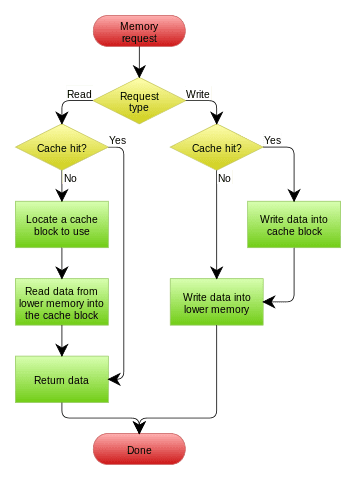 Memory
request
Read
Request
type
Write
Cache hit?
Yes
Cache hit?
Yes
No
No
Locate a cache
block to use
Write data into
cache block
Read data from
lower memory into
the cache block
Write data into
lower memory
Return data
Done